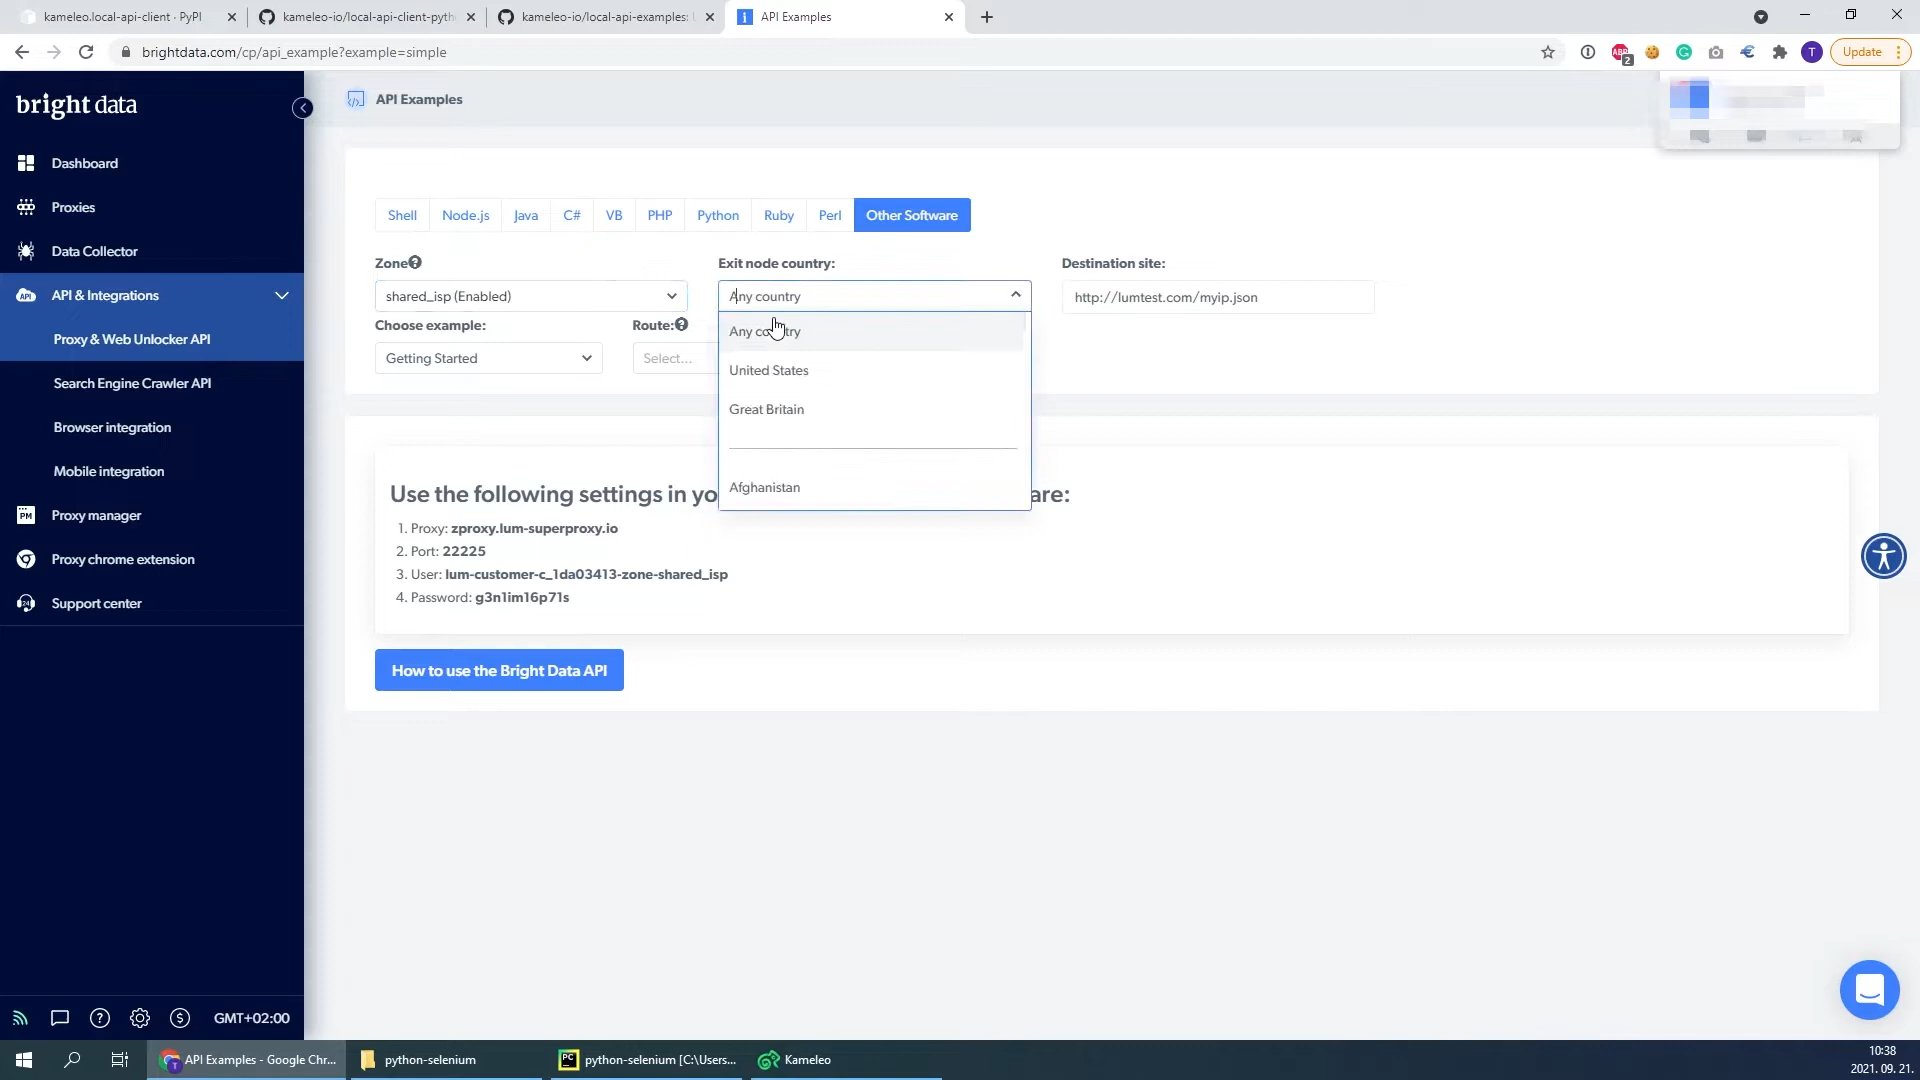 kameleo.local-api-client · PyPI
kameleo-io/local-api-client-pyth
kameleo-io/local-api-examples:
API Examples
brightdata.com/cp/api_example?example=simple
ABP
2
T
Update
bright data
API Examples
Dashboard
Proxies
Data Collector
API
API & Integrations
Proxy & Web Unlocker API
Search Engine Crawler API
Browser integration
Mobile integration
PM
Proxy manager
Proxy chrome extension
24
Support center
Shell
Node.js
Java
C#
VB
PHP
Python
Ruby
Perl
Other Software
Zone
Exit node country:
Destination site:
shared_isp (Enabled)
Any country
http://lumtest.com/myip.json
Choose example:
Route:
Getting Started
Select...
Any country
United States
Great Britain
Afghanistan
Use the following settings in yo
are:
1. Proxy: zproxy.lum-superproxy.io
2. Port: 22225
3. User: lum-customer-c_1da03413-zone-shared_isp
4. Password: g3n1im16p71s
How to use the Bright Data API
GMT+02:00
T
API Examples - Google Chr...
python-selenium
PC
python-selenium [C:\Users...
Kameleo
10:38
2021. 09. 21.